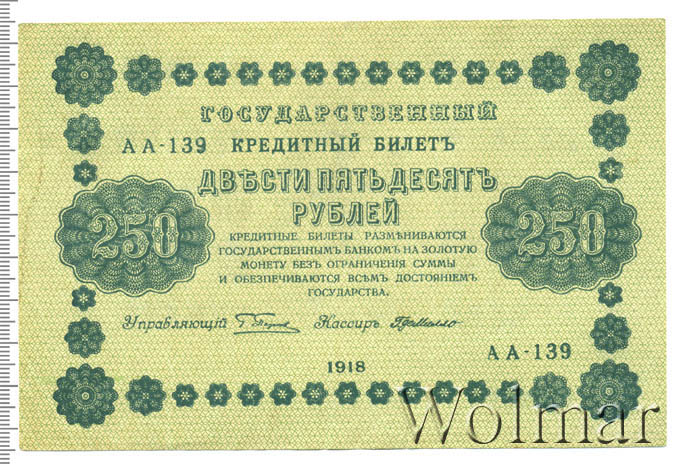 ГОСУДАРСТВЕННЫЙ
АА-139 КРЕДИТНЫЙ БИЛЕТЪ
ДВѢСТИ ПЯТЬДЕСЯТЪ
РУБЛЕЙ
250 250
КРЕДИТНЫЕ БИЛЕТЫ РАЗМѢНИВАЮТСЯ
ГОСУДАРСТВЕННЫМЪ БАНКОМЪ НА ЗОЛОТУЮ
МОНЕТУ БЕЗЪ ОГРАНИЧЕНІЯ СУММЫ
И ОБЕЗПЕЧИВАЮТСЯ ВСѢМЪ ДОСТОЯНІЕМЪ
ГОСУДАРСТВА.
Управляющій Кассиръ
АА-139
1918
Wolmar